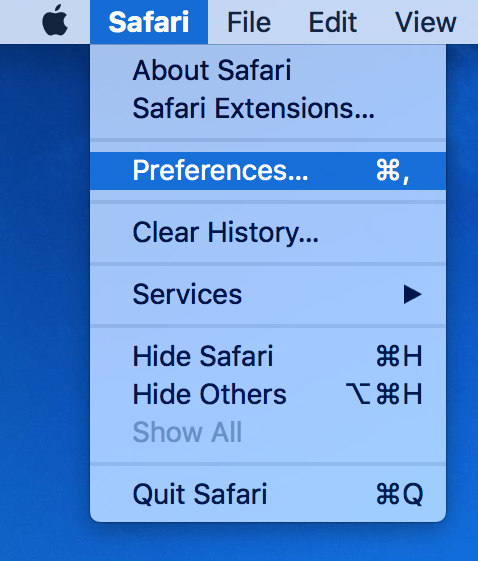 Safari File Edit View
About Safari
Safari Extensions...
Preferences... ⌘,
Clear History...
Services ▶
Hide Safari ⌘H
Hide Others ⌥⌘H
Show All
Quit Safari ⌘Q